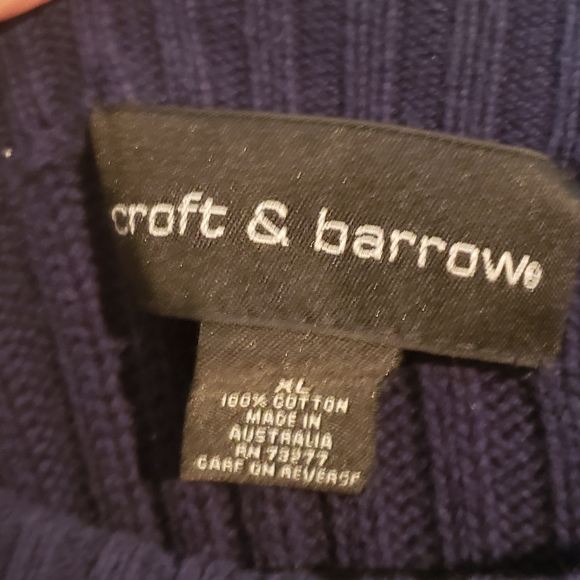 croft & barrow®
XL
100% COTTON
MADE IN
AUSTRALIA
RN 73277
CARE ON REVERSE